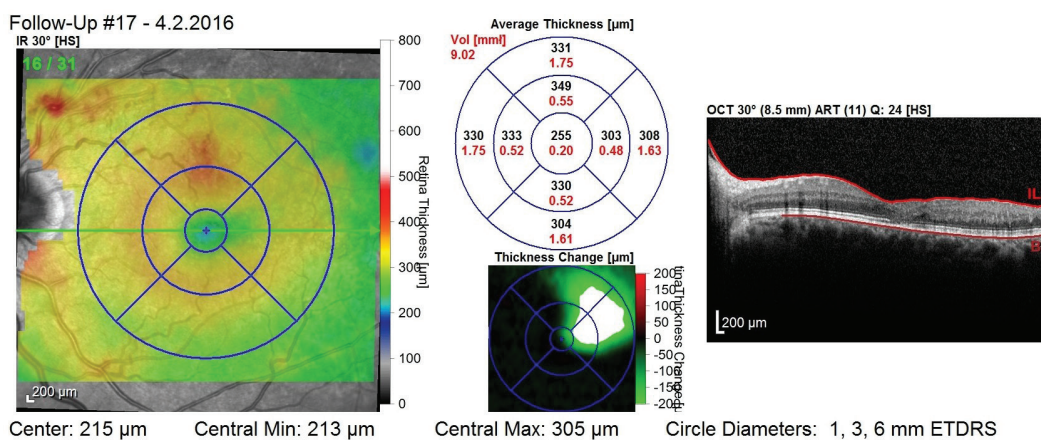 Follow-Up #17 - 4.2.2016
IR 30° [HS]
16 / 31
200 µm
800
700
600
500
400
300
200
100
0
Retina Thickness [µm]
Average Thickness [µm]
Vol [mmł]
9.02
331
1.75
349
0.55
330
1.75
333
0.52
255
0.20
303
0.48
308
1.63
330
0.52
304
1.61
Thickness Change [µm]
200
150
100
50
0
-50
-100
-150
-20
tinaThickness Change
OCT 30° (8.5 mm) ART (11) Q: 24 [HS]
IL
B
200 µm
Center: 215 µm Central Min: 213 µm Central Max: 305 µm Circle Diameters: 1, 3, 6 mm ETDRS